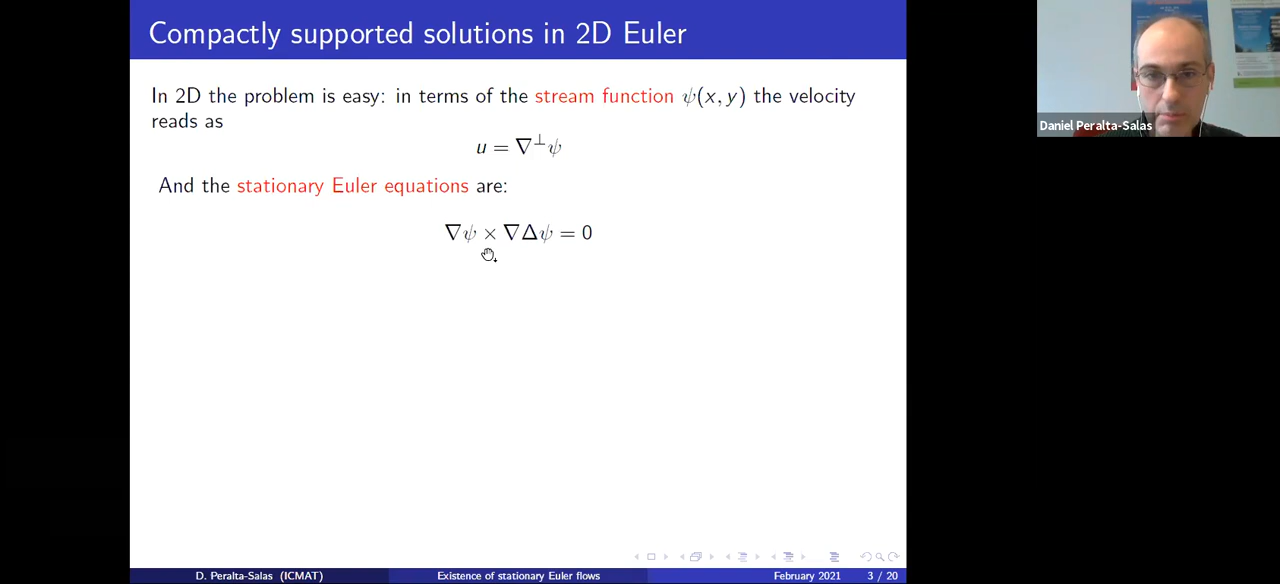 Compactly supported solutions in 2D Euler
In 2D the problem is easy: in terms of the stream function ψ(x, y) the velocity
reads as
u = ∇⊥ψ
And the stationary Euler equations are:
∇ψ × ∇Δψ = 0
D. Peralta-Salas (ICMAT) Existence of stationary Euler flows February 2021 3 / 20
Daniel Peralta-Salas